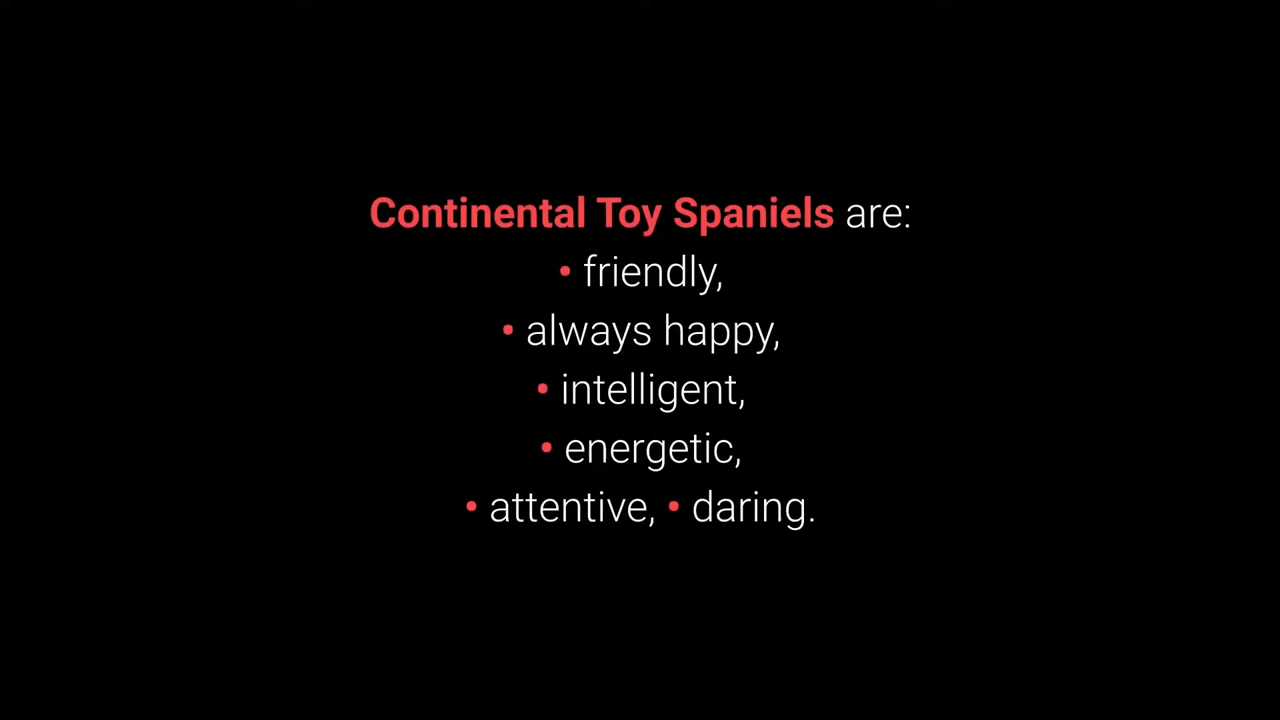 Continental Toy Spaniels are:
• friendly,
• always happy,
• intelligent,
• energetic,
• attentive, • daring.